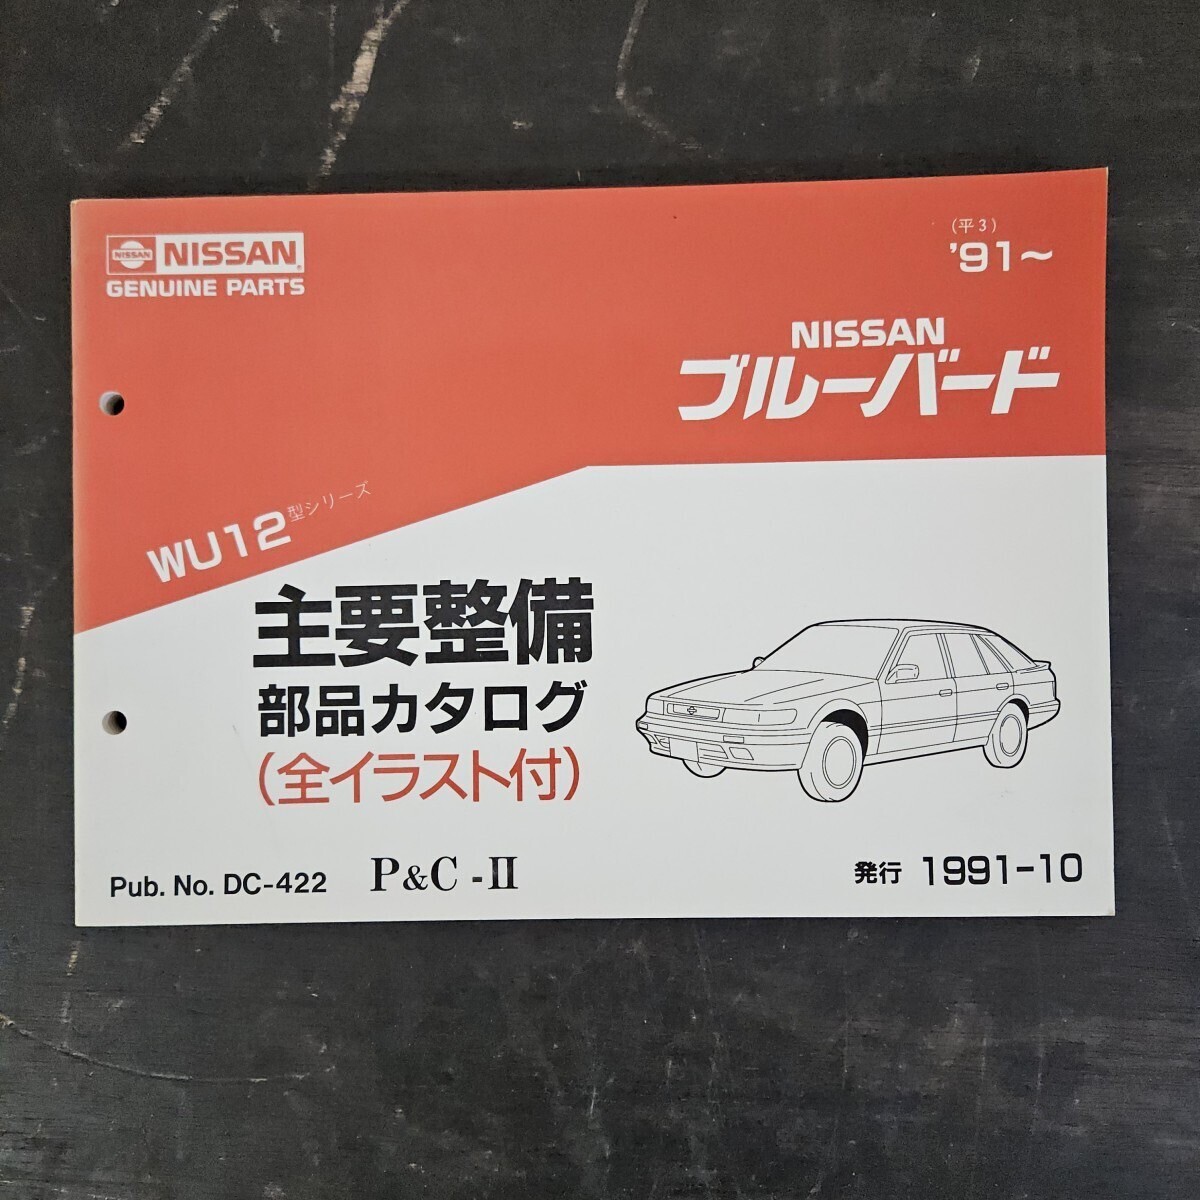 NISSAN NISSAN
GENUINE PARTS
(平3)
'91～
NISSAN
ブルーバード
WU12型シリーズ
主要整備
部品カタログ
(全イラスト付)
Pub. No. DC-422 P&C -II
発行 1991-10